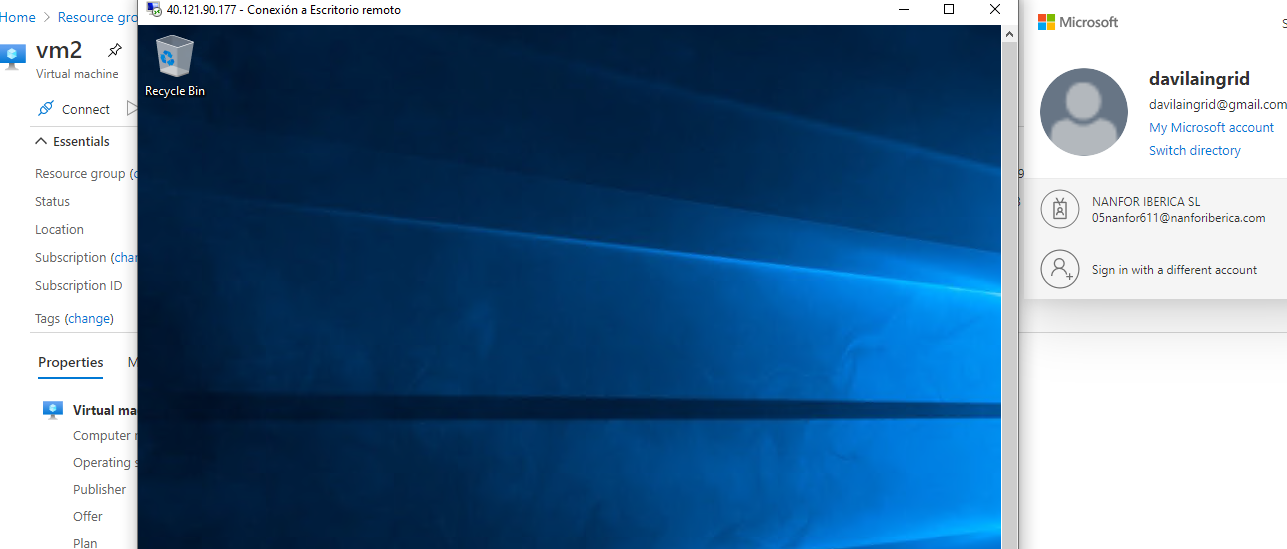 Home > Resource gro
vm2
Virtual machine
Connect
Essentials
Resource group (c
Status
Location
Subscription (char
Subscription ID
Tags (change)
Properties
M
Virtual ma
Computer r
Operating s
Publisher
Offer
Plan
40.121.90.177 - Conexión a Escritorio remoto
Recycle Bin
9
Microsoft
S
davilaingrid
davilaingrid@gmail.com
My Microsoft account
Switch directory
NANFOR IBERICA SL
05nanfor611@nanforiberica.com
Sign in with a different account